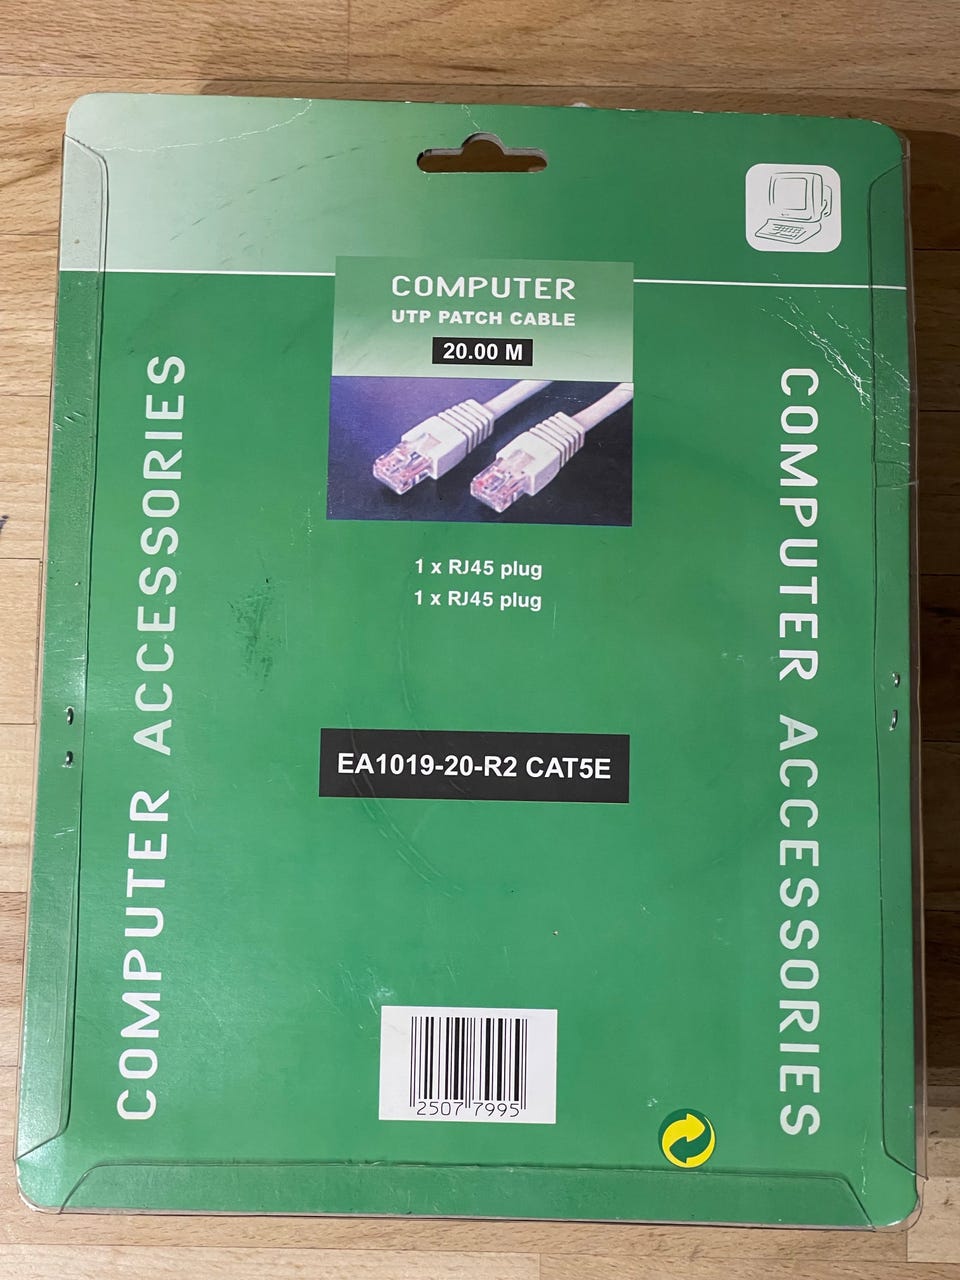 COMPUTER
UTP PATCH CABLE
20.00 M
COMPUTER ACCESSORIES
COMPUTER ACCESSORIES
1 x RJ45 plug
1 x RJ45 plug
EA1019-20-R2 CAT5E
2507 7995